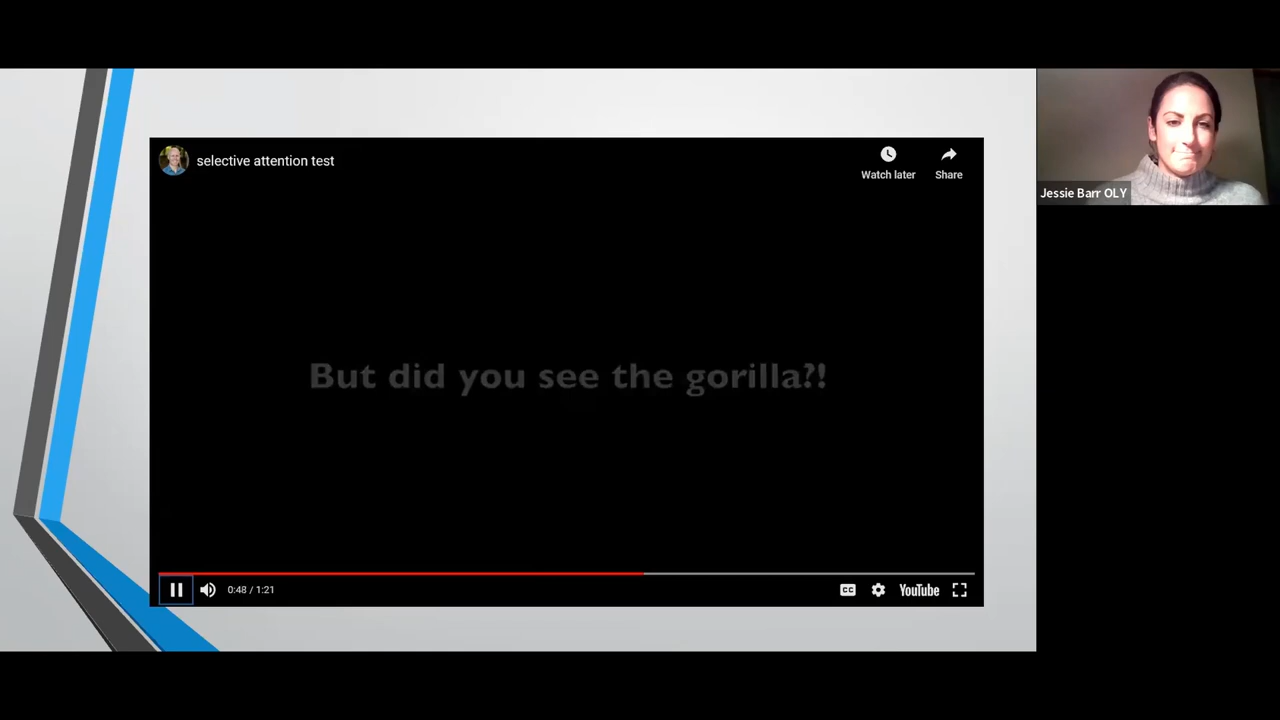 selective attention test
Watch later
Share
Jessie Barr OLY
But did you see the gorilla?!
0:48 / 1:21
CC
YouTube